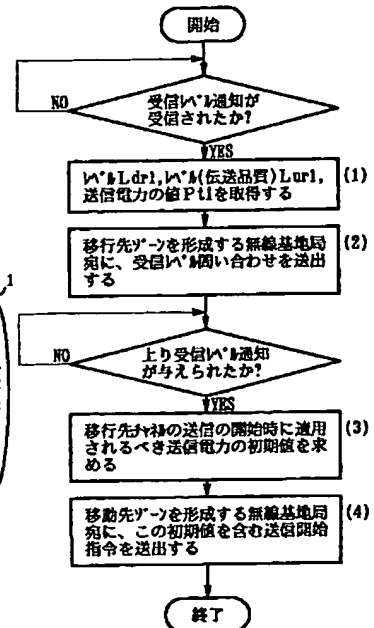 開始
受信ﾚﾍﾞﾙ通知が
受信されたか?
NO
YES
ﾚﾍﾞﾙLdr1,ﾚﾍﾞﾙ(伝送品質)Lur1,
送信電力の値Pt1を取得する
(1)
移行先ｿﾞｰﾝを形成する無線基地局
宛に、受信ﾚﾍﾞﾙ問い合わせを送出
する
(2)
1
上り受信ﾚﾍﾞﾙ通知
が与えられたか?
NO
YES
移行先ﾁｬﾈﾙの送信の開始時に適用
されるべき送信電力の初期値を求
める
(3)
移動先ｿﾞｰﾝを形成する無線基地局
宛に、この初期値を含む送信開始
指令を送出する
(4)
終了